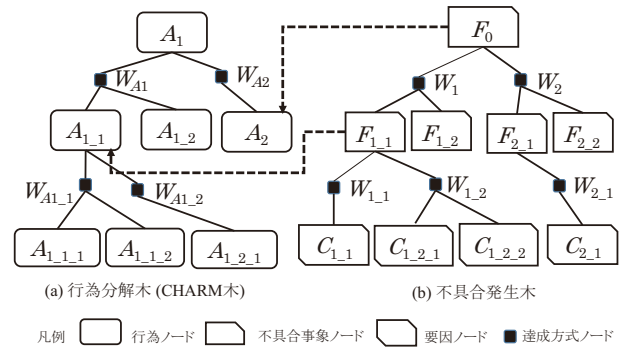 A1
F0
WA1
WA2
W1
W2
A1_1
A1_2
A2
F1_1
F1_2
F2_1
F2_2
WA1_1
WA1_2
W1_1
W1_2
W2_1
A1_1_1
A1_1_2
A1_2_1
C1_1
C1_2_1
C1_2_2
C2_1
(a) 行為分解木 (CHARM木)
(b) 不具合発生木
凡例 行為ノード 不具合事象ノード 要因ノード 達成方式ノード